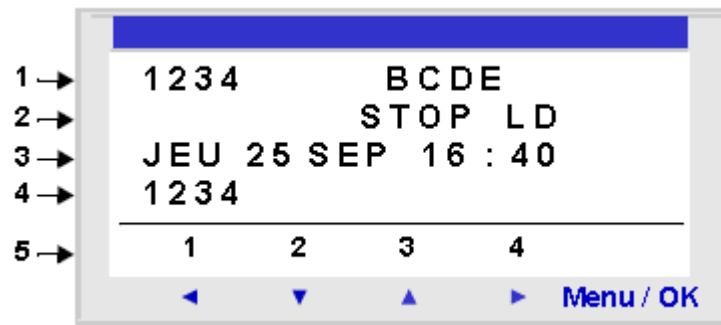 1 1234 BCDE
2 STOP LD
3 JEU 25 SEP 16 : 40
4 1234
5 1 2 3 4
Menu / OK